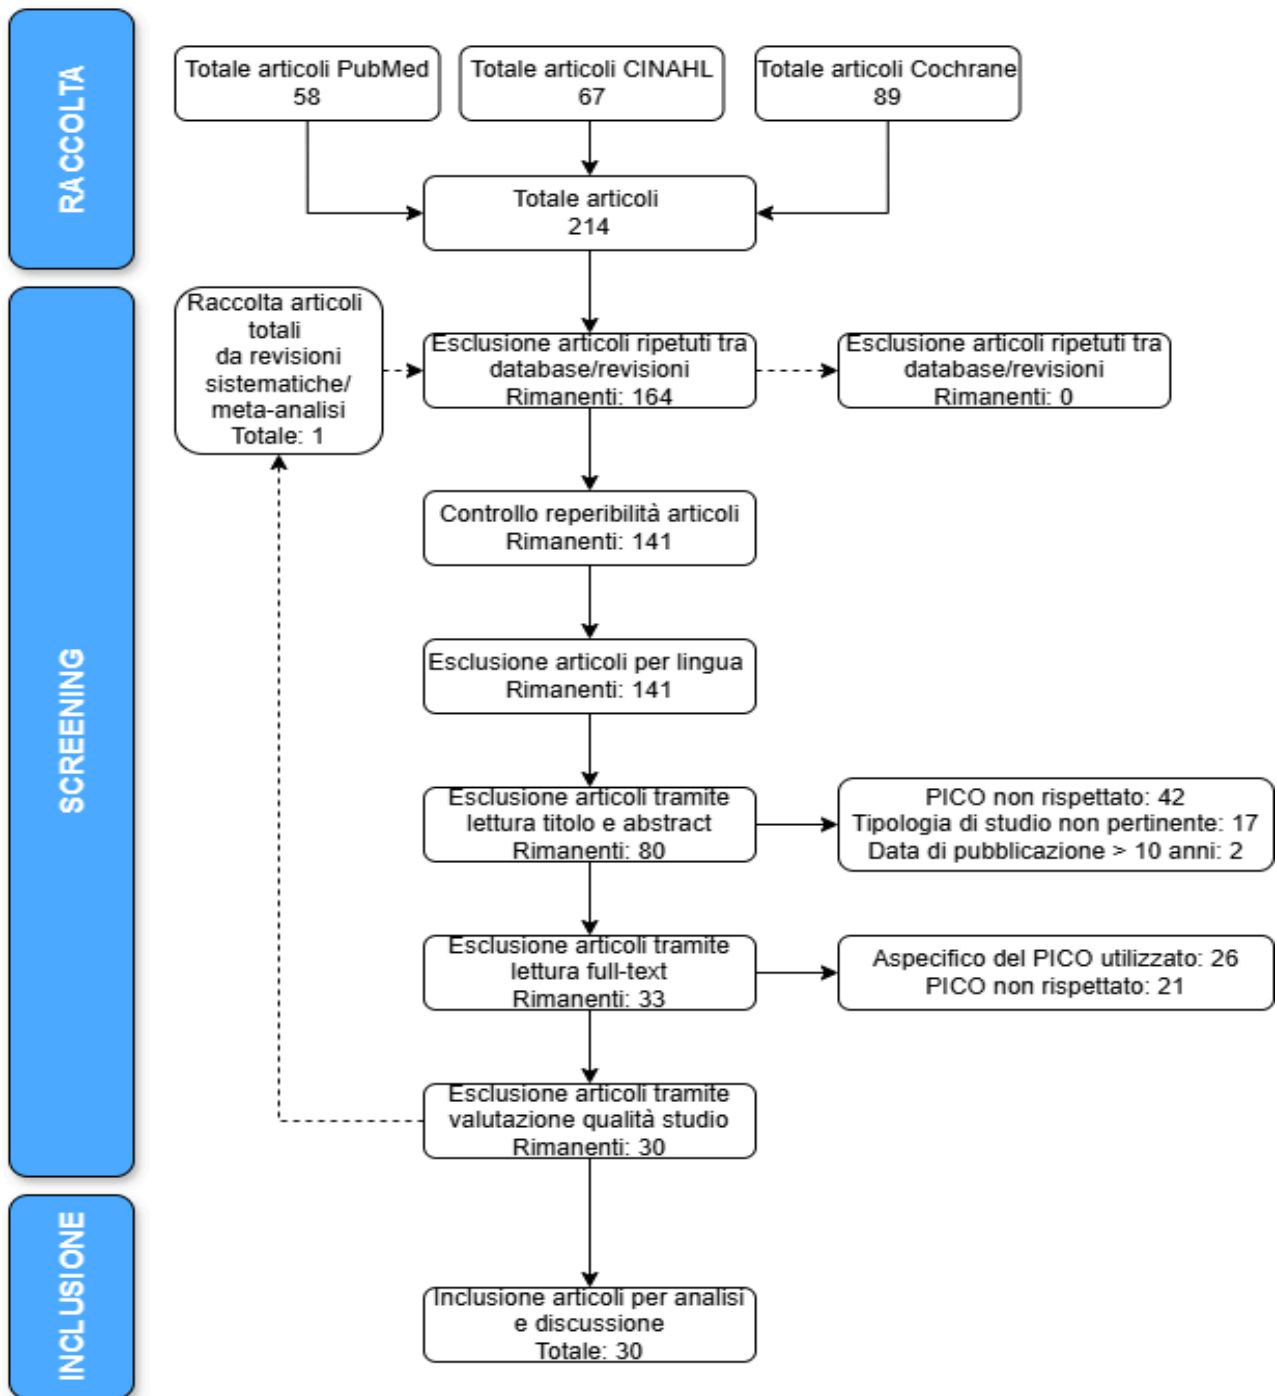 RACCOLTA
Totale articoli PubMed
58
Totale articoli CINAHL
67
Totale articoli Cochrane
89
Totale articoli
214
SCREENING
Raccolta articoli
totali
da revisioni
sistematiche/
meta-analisi
Totale: 1
Esclusione articoli ripetuti tra
database/revisioni
Rimanenti: 164
Esclusione articoli ripetuti tra
database/revisioni
Rimanenti: 0
Controllo reperibilità articoli
Rimanenti: 141
Esclusione articoli per lingua
Rimanenti: 141
Esclusione articoli tramite
lettura titolo e abstract
Rimanenti: 80
PICO non rispettato: 42
Tipologia di studio non pertinente: 17
Data di pubblicazione > 10 anni: 2
Esclusione articoli tramite
lettura full-text
Rimanenti: 33
Aspecifico del PICO utilizzato: 26
PICO non rispettato: 21
Esclusione articoli tramite
valutazione qualità studio
Rimanenti: 30
INCLUSIONE
Inclusione articoli per analisi
e discussione
Totale: 30